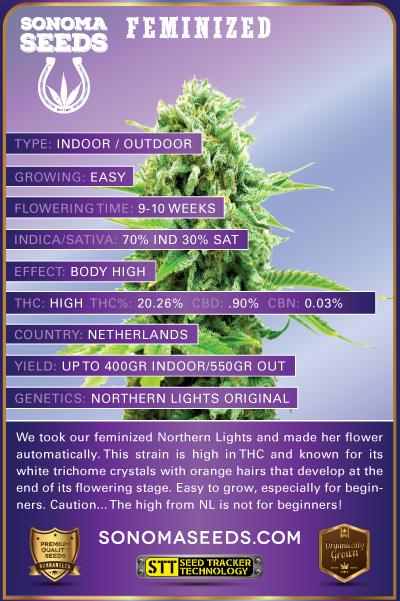 SONOMA
SEEDS
FEMINIZED
TYPE: INDOOR / OUTDOOR
GROWING: EASY
FLOWERING TIME: 9-10 WEEKS
INDICA/SATIVA: 70% IND 30% SAT
EFFECT: BODY HIGH
THC: HIGH THC%: 20.26% CBD: .90% CBN: 0.03%
COUNTRY: NETHERLANDS
YIELD: UP TO 400GR INDOOR/550GR OUT
GENETICS: NORTHERN LIGHTS ORIGINAL
We took our feminized Northern Lights and made her flower
automatically. This strain is high in THC and known for its
white trichome crystals with orange hairs that develop at the
end of its flowering stage. Easy to grow, especially for begin-
ners. Caution... The high from NL is not for beginners!
SONOMASEEDS.COM
PREMIUM
QUALITY
SEEDS
GUARANTEED
STT SEED TRACKER
TECHNOLOGY
Organically
Grown